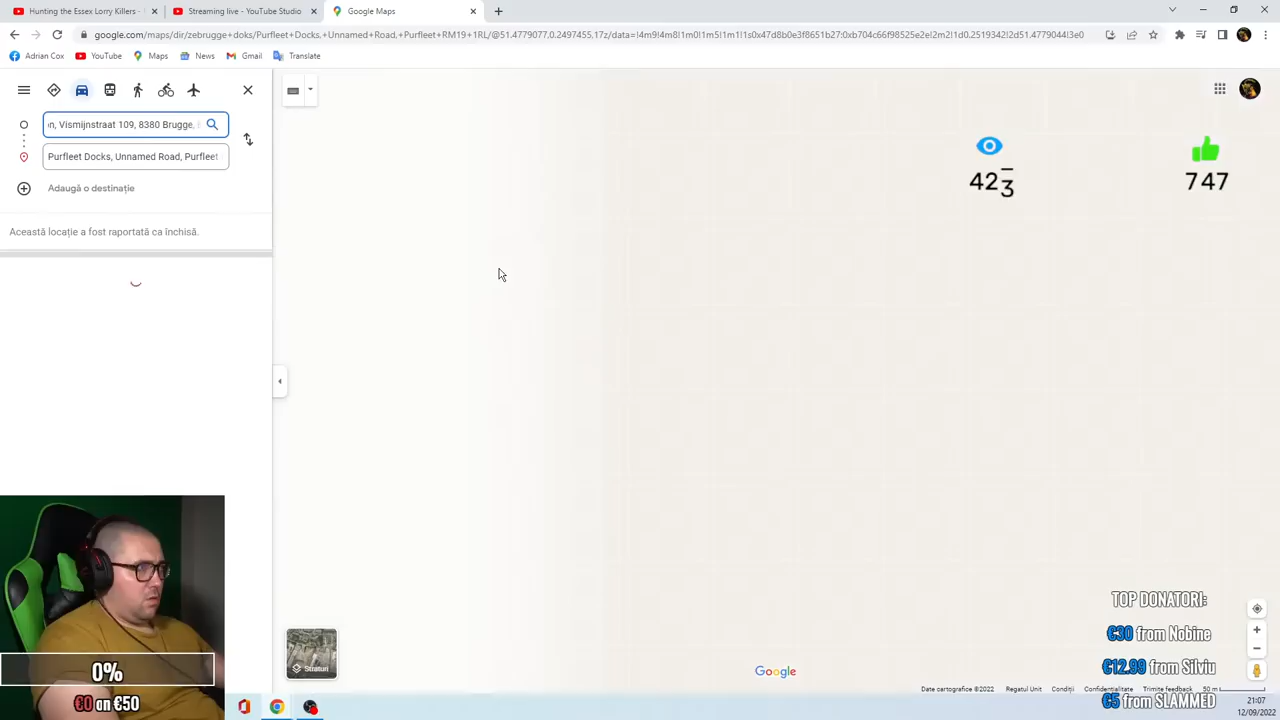 Hunting the Essex Lorry Killers -
Streaming live - YouTube Studio
Google Maps
google.com/maps/dir/zebrugge+doks/Purfleet+Docks,+Unnamed+Road,+Purfleet+RM19+1RL/@51.4779077,0.2497455,17z/data=!4m9!4m8!1m0!1m5!1m1!1s0x47d8b0e3f8651b27:0xb704c66f98525e2e!2m2!1d0.2519342!2d51.4779044!3e0
Adrian Cox
YouTube
Maps
News
Gmail
Translate
n, Vismijnstraat 109, 8380 Brugge,
Purfleet Docks, Unnamed Road, Purfleet
Adaugă o destinație
Această locație a fost raportată ca închisă.
747
Straturi
Google
TOP DONATORI:
€30 from Nobine
€12.99 from Silviu
€5 from SLAMMED
Date cartografice ©2022 Regatul Unit Condiții Confidențialitate Trimite feedback 50 m
0%
€0 an €50
21:07
12/09/2022